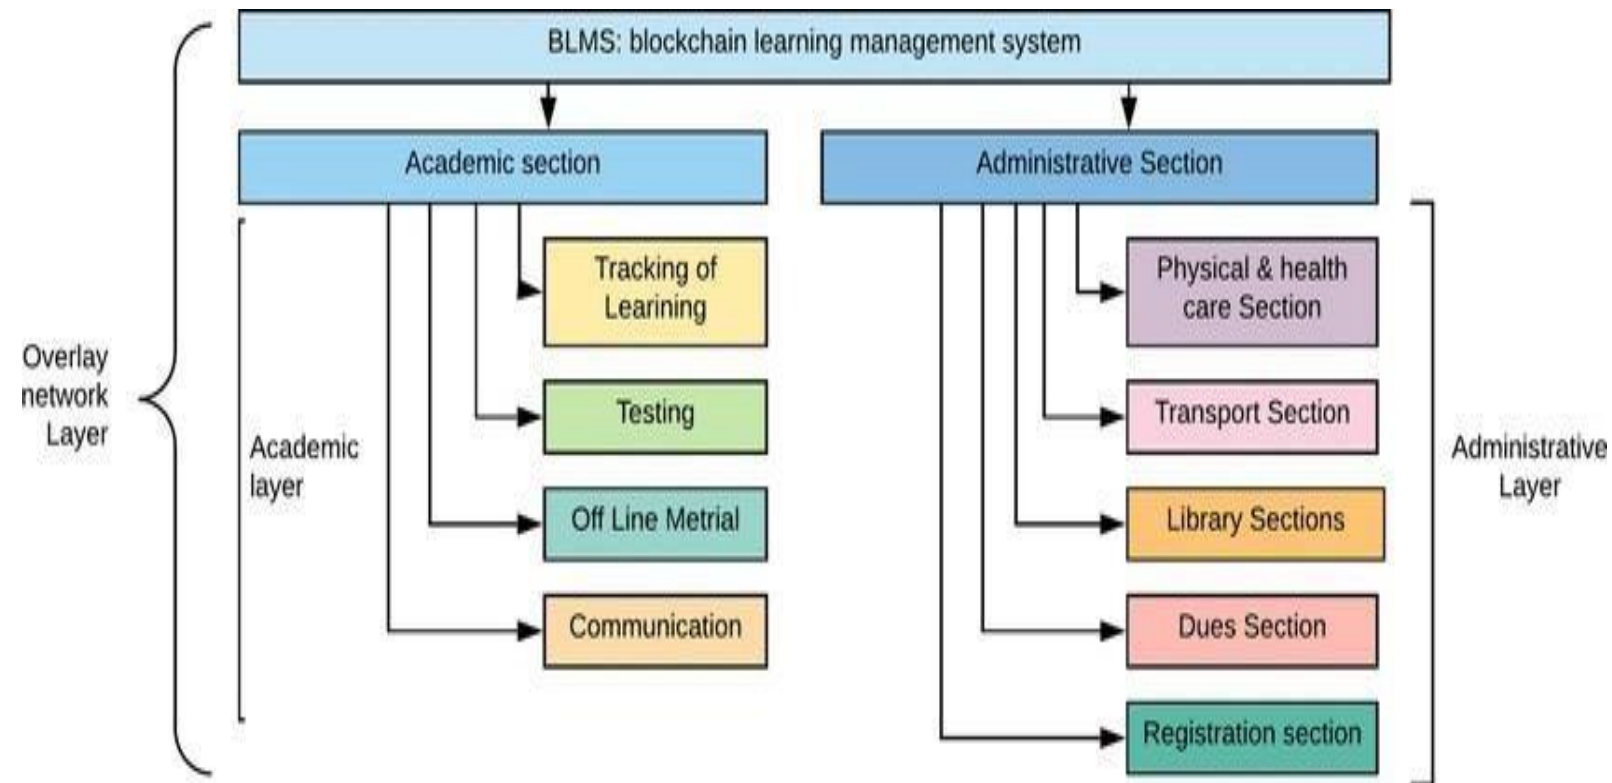 BLMS: blockchain learning management system
Academic section
Administrative Section
Tracking of
Learining
Testing
Off Line Metrial
Communication
Physical & health
care Section
Transport Section
Library Sections
Dues Section
Registration section
Overlay
network
Layer
Academic
layer
Administrative
Layer